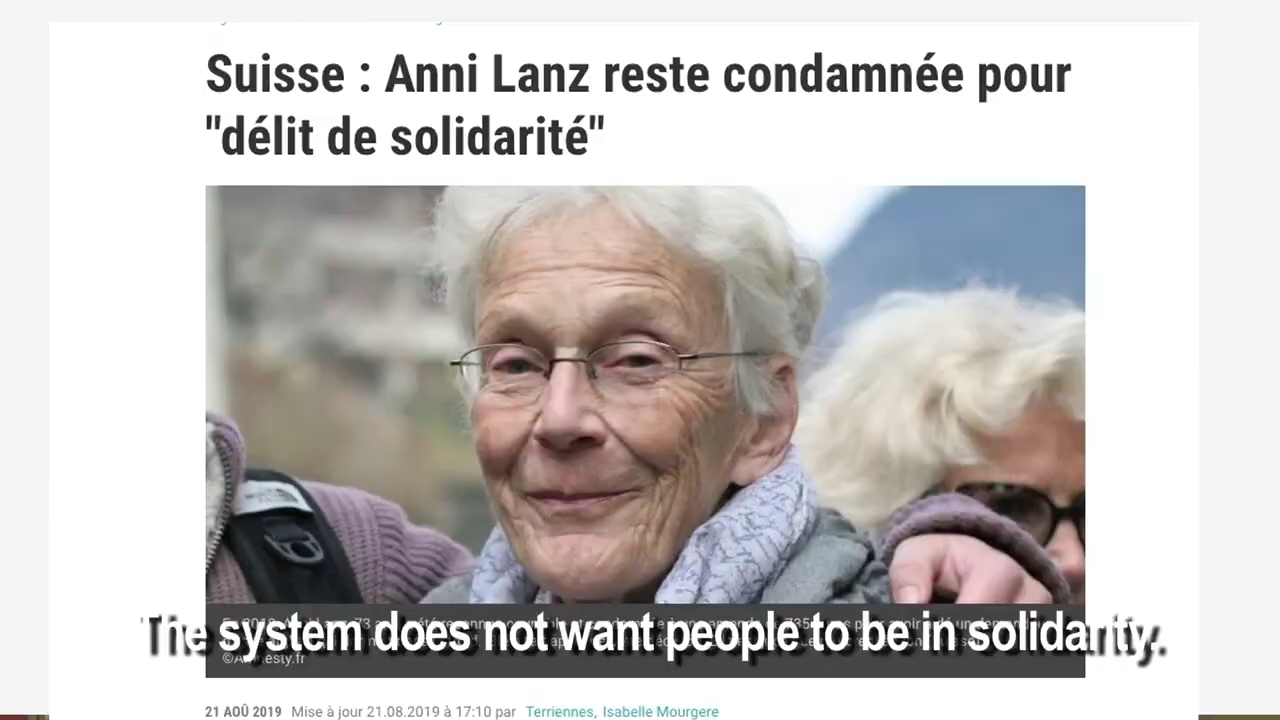 Suisse : Anni Lanz reste condamnée pour
"délit de solidarité"
The system does not want people to be in solidarity.
©Amnesty.fr
21 AOÛ 2019 Mise à jour 21.08.2019 à 17:10 par Terriennes, Isabelle Mourgere